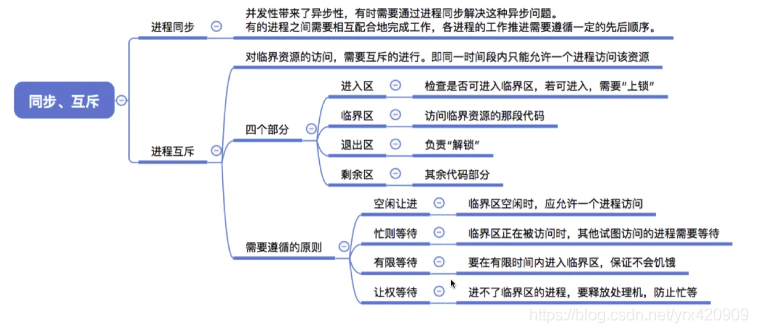 同步、互斥
进程同步
并发性带来了异步性，有时需要通过进程同步解决这种异步问题。
有的进程之间需要相互配合地完成工作，各进程的工作推进需要遵循一定的先后顺序。
进程互斥
对临界资源的访问，需要互斥的进行。即同一时间段内只能允许一个进程访问该资源
四个部分
进入区
检查是否可进入临界区，若可进入，需要“上锁”
临界区
访问临界资源的那段代码
退出区
负责“解锁”
剩余区
其余代码部分
需要遵循的原则
空闲让进
临界区空闲时，应允许一个进程访问
忙则等待
临界区正在被访问时，其他试图访问的进程需要等待
有限等待
要在有限时间内进入临界区，保证不会饥饿
让权等待
进不了临界区的进程，要释放处理机，防止忙等
https://blog.csdn.net/yrx420909